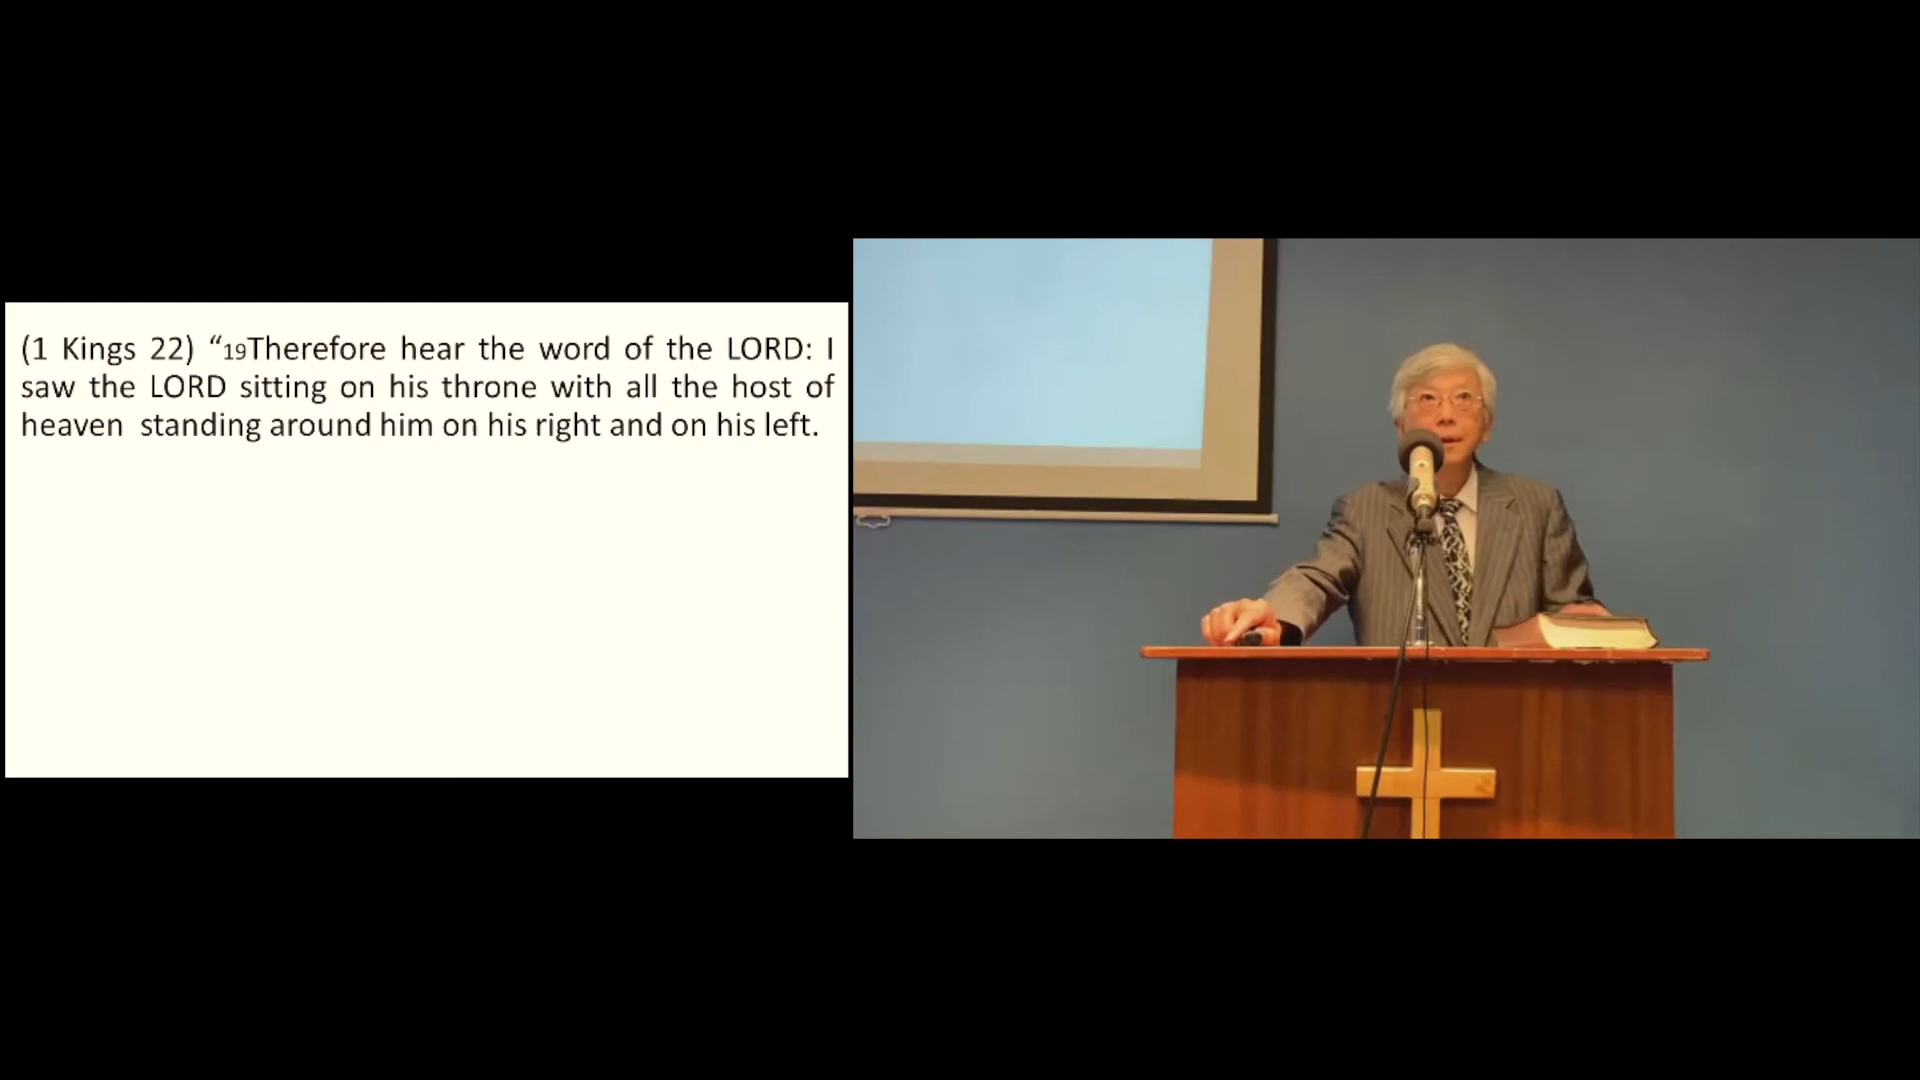 (1 Kings 22) “19Therefore hear the word of the LORD: I
saw the LORD sitting on his throne with all the host of
heaven standing around him on his right and on his left.